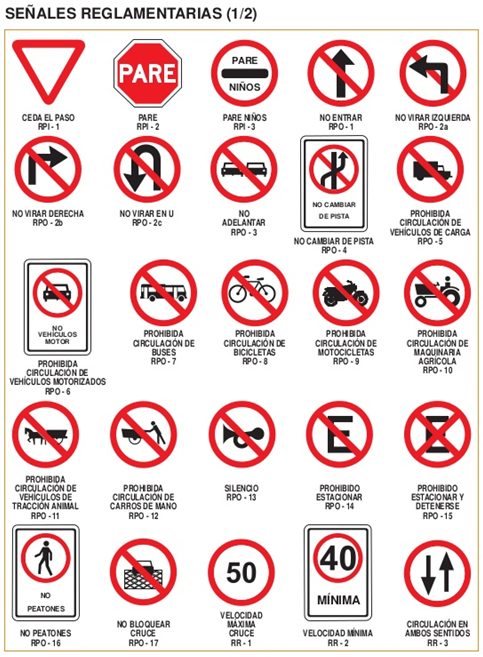 SEÑALES REGLAMENTARIAS (1/2)
PARE
PARE
NIÑOS
CEDA EL PASO
RPI - 1
PARE
RPI - 2
PARE NIÑOS
RPI - 3
NO ENTRAR
RPO - 1
NO VIRAR IZQUIERDA
RPO - 2a
NO CAMBIAR
DE PISTA
NO VIRAR DERECHA
RPO - 2b
NO VIRAR EN U
RPO - 2c
NO
ADELANTAR
RPO - 3
NO CAMBIAR DE PISTA
RPO - 4
PROHIBIDA
CIRCULACIÓN DE
VEHÍCULOS DE CARGA
RPO - 5
NO
VEHÍCULOS
MOTOR
PROHIBIDA
CIRCULACIÓN DE
VEHÍCULOS MOTORIZADOS
RPO - 6
PROHIBIDA
CIRCULACIÓN DE
BUSES
RPO - 7
PROHIBIDA
CIRCULACIÓN DE
BICICLETAS
RPO - 8
PROHIBIDA
CIRCULACIÓN DE
MOTOCICLETAS
RPO - 9
PROHIBIDA
CIRCULACIÓN DE
MAQUINARIA
AGRÍCOLA
RPO - 10
E
E
PROHIBIDA
CIRCULACIÓN DE
VEHÍCULOS DE
TRACCIÓN ANIMAL
RPO - 11
PROHIBIDA
CIRCULACIÓN DE
CARROS DE MANO
RPO - 12
SILENCIO
RPO - 13
PROHIBIDO
ESTACIONAR
RPO - 14
PROHIBIDO
ESTACIONAR Y
DETENERSE
RPO - 15
NO
PEATONES
50
40
MÍNIMA
NO PEATONES
RPO - 16
NO BLOQUEAR
CRUCE
RPO - 17
VELOCIDAD
MAXIMA
CRUCE
RR - 1
VELOCIDAD MÍNIMA
RR - 2
CIRCULACIÓN EN
AMBOS SENTIDOS
RR - 3